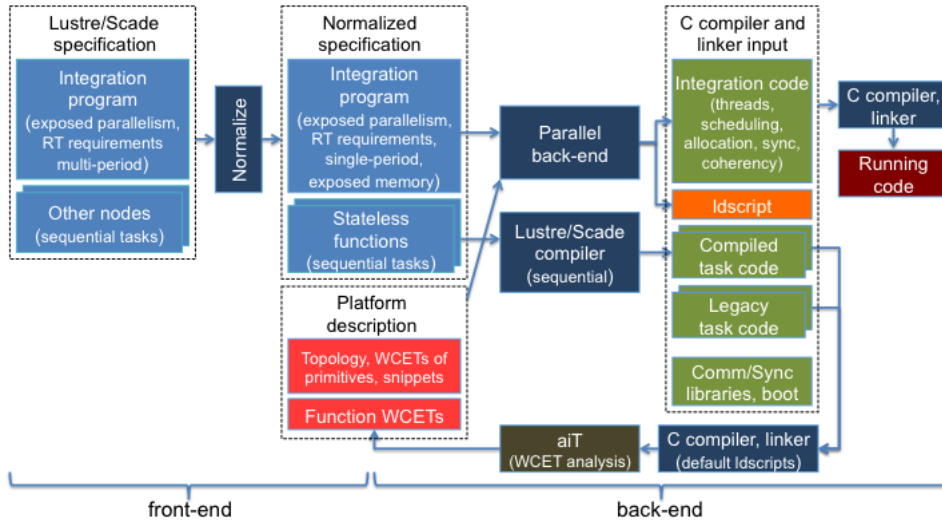 Lustre/Scade
specification
Integration
program
(exposed parallelism,
RT requirements
multi-period)
Other nodes
(sequential tasks)
Normalize
Normalized
specification
Integration
program
(exposed parallelism,
RT requirements,
single-period,
exposed memory)
Stateless
functions
(sequential tasks)
Platform
description
Topology, WCETs of
primitives, snippets
Function WCETs
Parallel
back-end
Lustre/Scade
compiler
(sequential)
C compiler and
linker input
Integration code
(threads,
scheduling,
allocation, sync,
coherency)
ldscript
Compiled
task code
Legacy
task code
Comm/Sync
libraries, boot
C compiler,
linker
Running
code
aiT
(WCET analysis)
C compiler, linker
(default ldscripts)
front-end
back-end